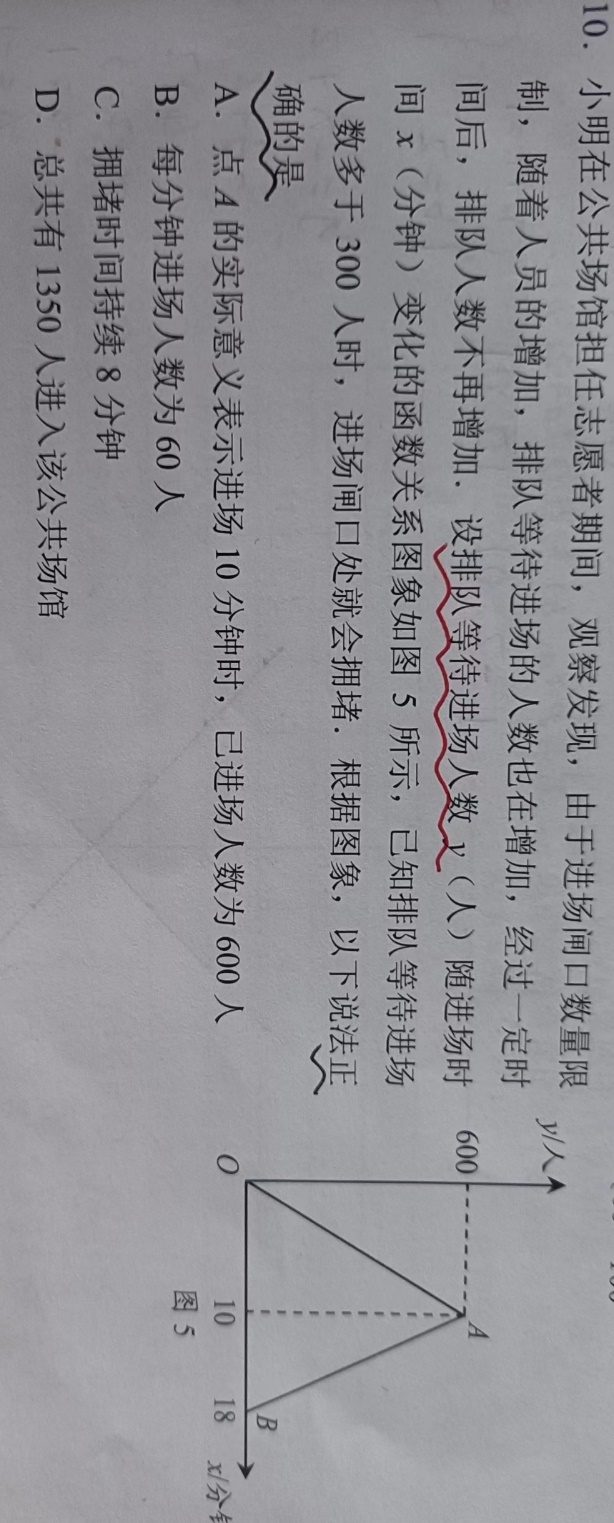 10. 小明在公共场馆担任志愿者期间，观察发现，由于进场闸口数量限
制，随着人员的增加，排队等待进场的人数也在增加，经过一定时
间后，排队人数不再增加．设排队等待进场人数 y（人）随进场时
间 x（分钟）变化的函数关系图象如图 5 所示，已知排队等待进场
人数多于 300 人时，进场闸口处就会拥堵．根据图象，以下说法正
确的是
A. 点 A 的实际意义表示进场 10 分钟时，已进场人数为 600 人
B. 每分钟进场人数为 60 人
C. 拥堵时间持续 8 分钟
D. 总共有 1350 人进入该公共场馆
y/人
600
A
O
10
18
B
x/分
图 5